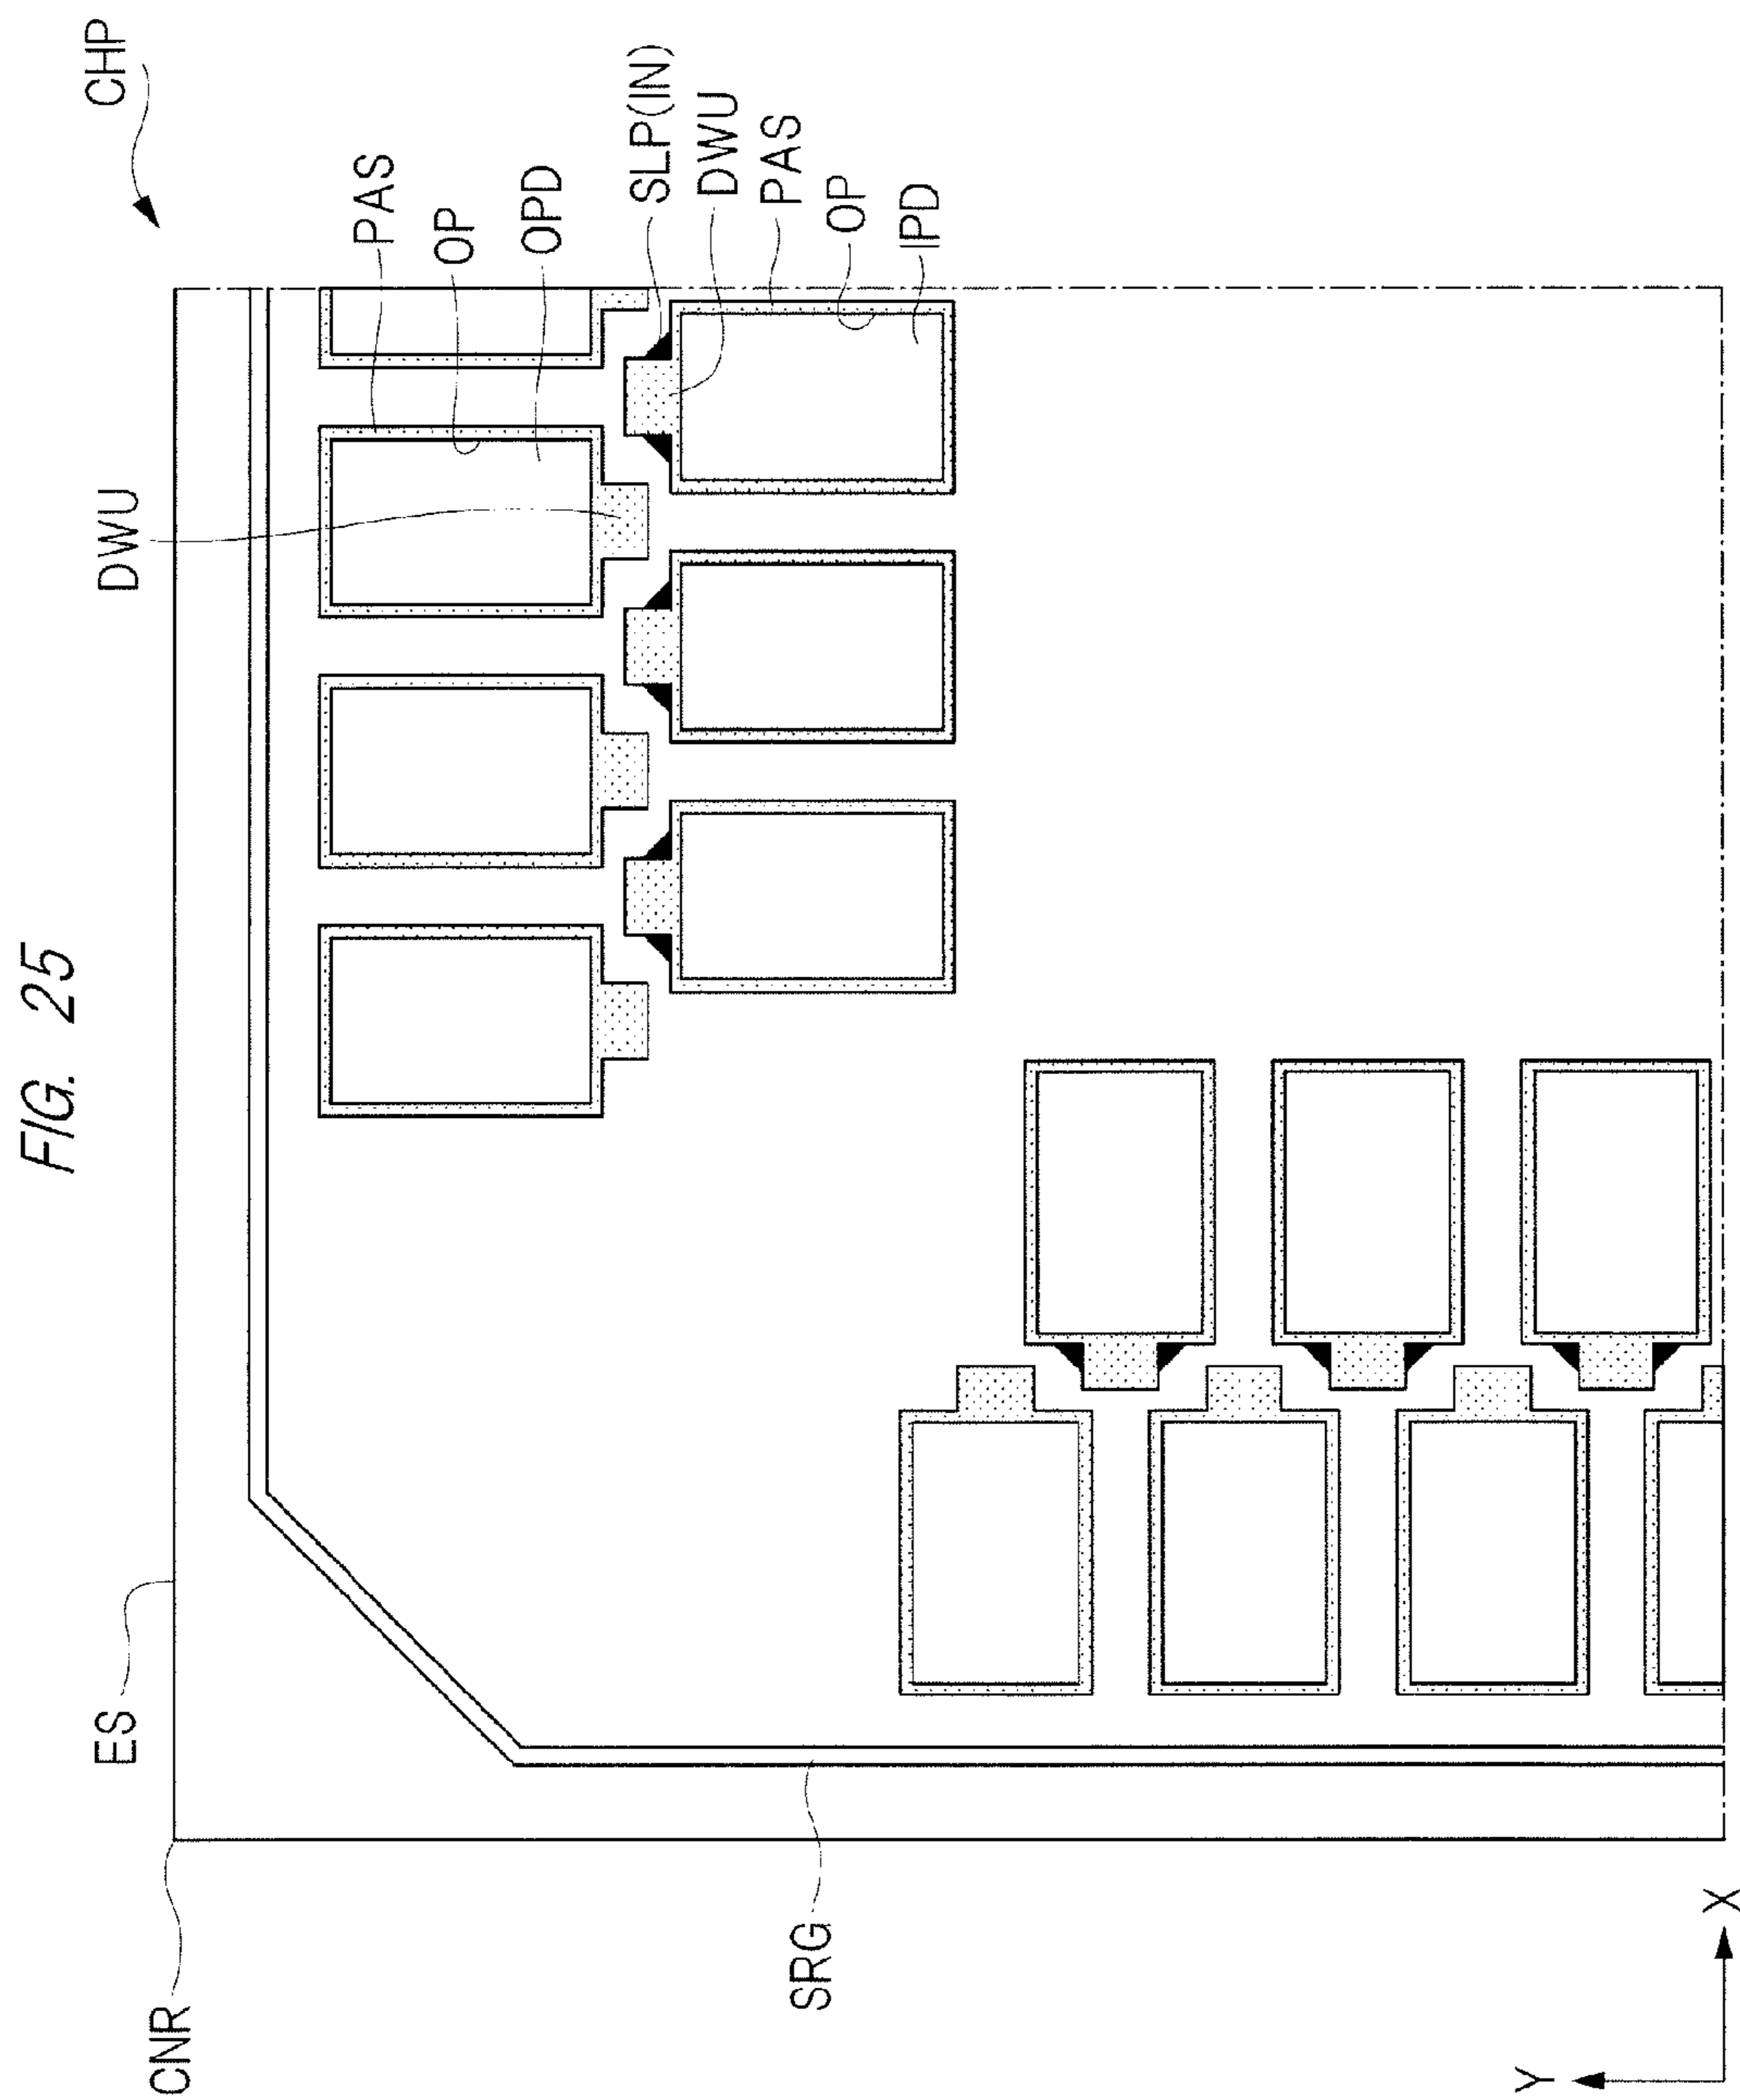 FIG. 25
CHP
DWU
PAS
OP
OPD
SLP(IN)
DWU
PAS
OP
IPD
ES
CNR
SRG
Y
X